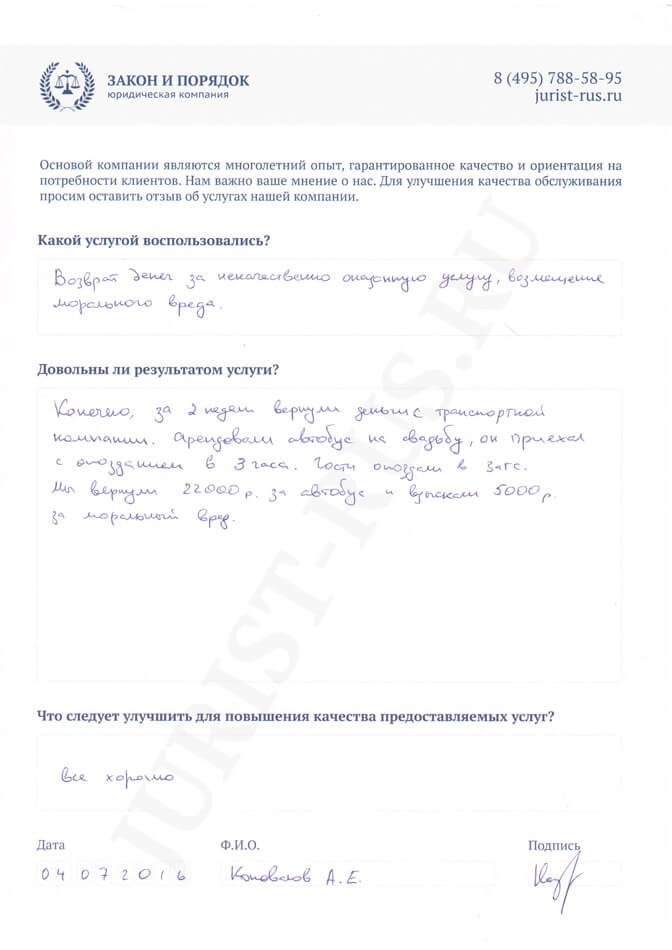 ЗАКОН И ПОРЯДОК
юридическая компания
8 (495) 788-58-95
jurist-rus.ru
Основой компании являются многолетний опыт, гарантированное качество и ориентация на
потребности клиентов. Нам важно ваше мнение о нас. Для улучшения качества обслуживания
просим оставить отзыв об услугах нашей компании.
Какой услугой воспользовались?
Возврат денег за некачественно оказанную услугу, возмещение
морального вреда.
Довольны ли результатом услуги?
Конечно, за 2 недели вернули деньги с транспортной
компании. Арендовали автобус на свадьбу, он приехал
с опозданием в 3 часа. Гости опоздали в загс.
Мы вернули 22000 р. за автобус и взыскали 5000 р.
за моральный вред.
JURIST-RUS.RU
Что следует улучшить для повышения качества предоставляемых услуг?
все хорошо
Дата
Ф.И.О.
Подпись
04 07 2016
Коновалов А.Е.